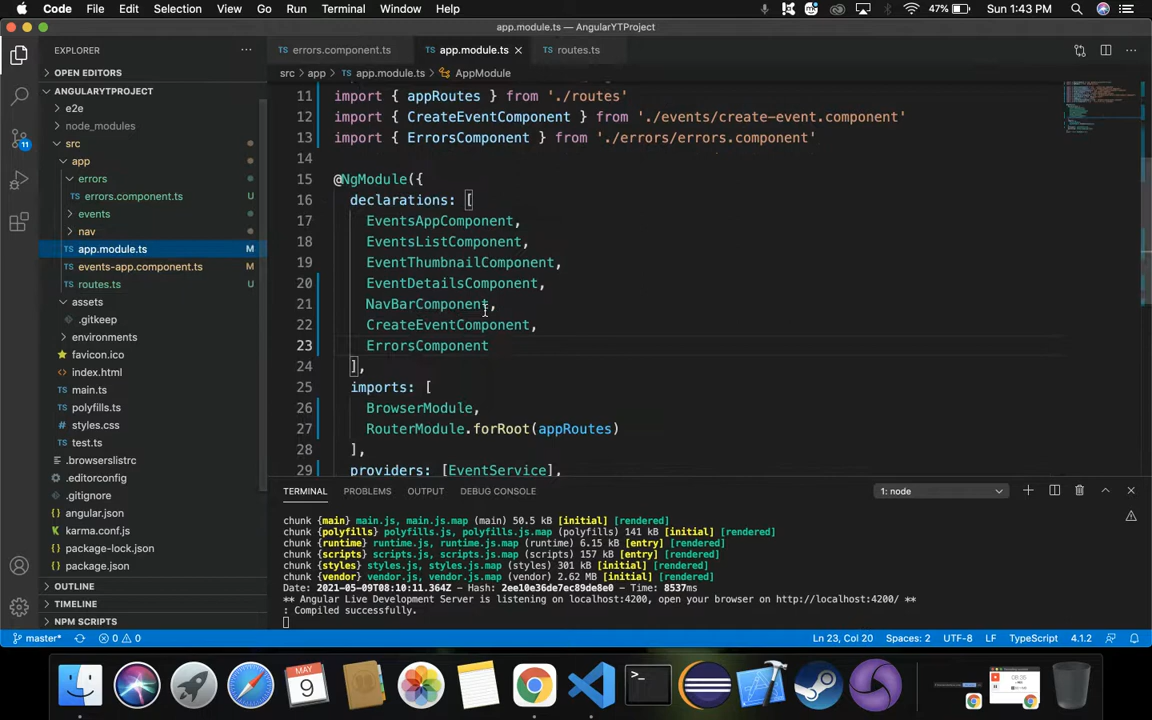 Code File Edit Selection View Go Run Terminal Window Help 47% Sun 1:43 PM
app.module.ts — AngularYTProject
EXPLORER
errors.component.ts app.module.ts routes.ts
OPEN EDITORS
src › app › app.module.ts › AppModule
ANGULARYTPROJECT
e2e
node_modules
src
app
errors
errors.component.ts U
events
nav
app.module.ts M
events-app.component.ts M
routes.ts U
assets
.gitkeep
environments
favicon.ico
index.html
main.ts
polyfills.ts
styles.css
test.ts
.browserslistrc
.editorconfig
.gitignore
angular.json
karma.conf.js
package-lock.json
package.json
OUTLINE
TIMELINE
NPM SCRIPTS
11
11 import { appRoutes } from './routes'
12 import { CreateEventComponent } from './events/create-event.component'
13 import { ErrorsComponent } from './errors/errors.component'
14
15 @NgModule({
16 declarations: [
17 EventsAppComponent,
18 EventsListComponent,
19 EventThumbnailComponent,
20 EventDetailsComponent,
21 NavBarComponent,
22 CreateEventComponent,
23 ErrorsComponent
24 ],
25 imports: [
26 BrowserModule,
27 RouterModule.forRoot(appRoutes)
28 ],
29 providers: [EventService],
TERMINAL PROBLEMS OUTPUT DEBUG CONSOLE 1: node
chunk {main} main.js, main.js.map (main) 50.5 kB [initial] [rendered]
chunk {polyfills} polyfills.js, polyfills.js.map (polyfills) 141 kB [initial] [rendered]
chunk {runtime} runtime.js, runtime.js.map (runtime) 6.15 kB [entry] [rendered]
chunk {scripts} scripts.js, scripts.js.map (scripts) 157 kB [entry] [rendered]
chunk {styles} styles.js, styles.js.map (styles) 301 kB [initial] [rendered]
chunk {vendor} vendor.js, vendor.js.map (vendor) 2.62 MB [initial] [rendered]
Date: 2021-05-09T08:10:11.364Z - Hash: 2ee10e36de7ec89de8e0 - Time: 8537ms
** Angular Live Development Server is listening on localhost:4200, open your browser on http://localhost:4200/ **
: Compiled successfully.
master* 0 0 Ln 23, Col 20 Spaces: 2 UTF-8 LF TypeScript 4.1.2
MAY
9